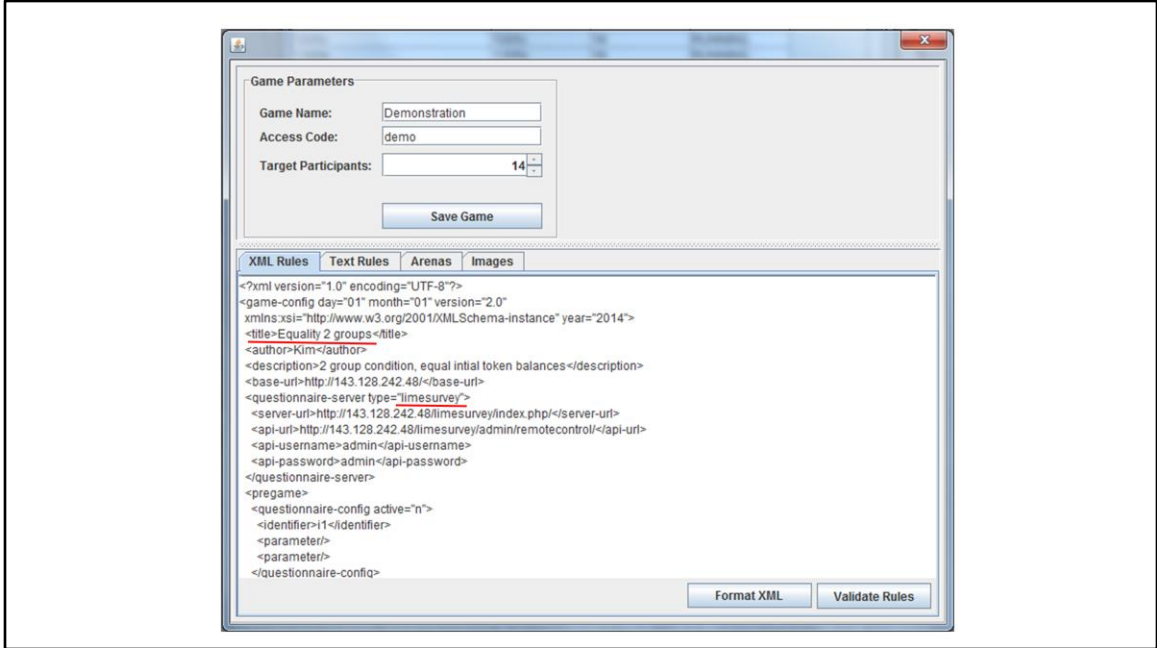 Game Parameters
Game Name: Demonstration
Access Code: demo
Target Participants: 14
Save Game
XML Rules Text Rules Arenas Images
<?xml version="1.0" encoding="UTF-8"?>
<game-config day="01" month="01" version="2.0"
xmlns:xsi="http://www.w3.org/2001/XMLSchema-instance" year="2014">
<title>Equality 2 groups</title>
<author>Kim</author>
<description>2 group condition, equal intial token balances</description>
<base-url>http://143.128.242.48/</base-url>
<questionnaire-server type="limesurvey">
<server-url>http://143.128.242.48/limesurvey/index.php/</server-url>
<api-url>http://143.128.242.48/limesurvey/admin/remotecontrol/</api-url>
<api-username>admin</api-username>
<api-password>admin</api-password>
</questionnaire-server>
<pregame>
<questionnaire-config active="n">
<identifier>i1</identifier>
<parameter/>
<parameter/>
</questionnaire-config>
Format XML Validate Rules